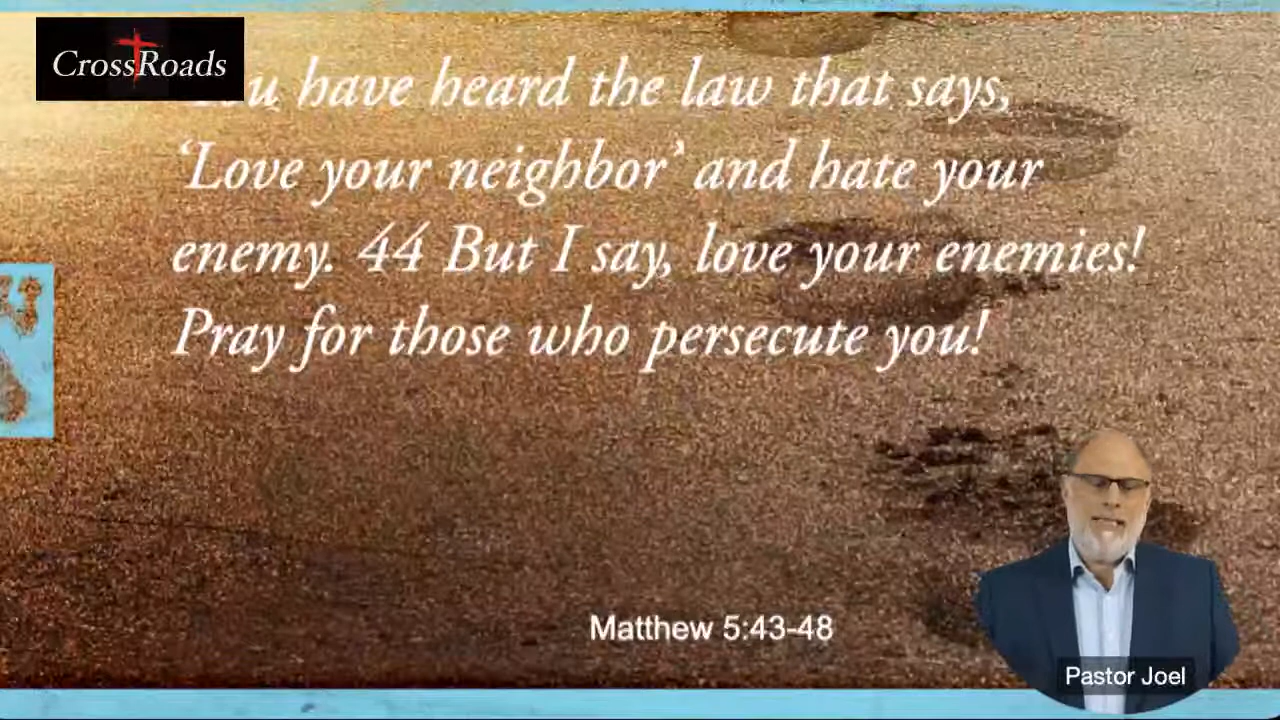 CrossRoads
have heard the law that says,
‘Love your neighbor’ and hate your
enemy. 44 But I say, love your enemies!
Pray for those who persecute you!
Matthew 5:43-48
Pastor Joel